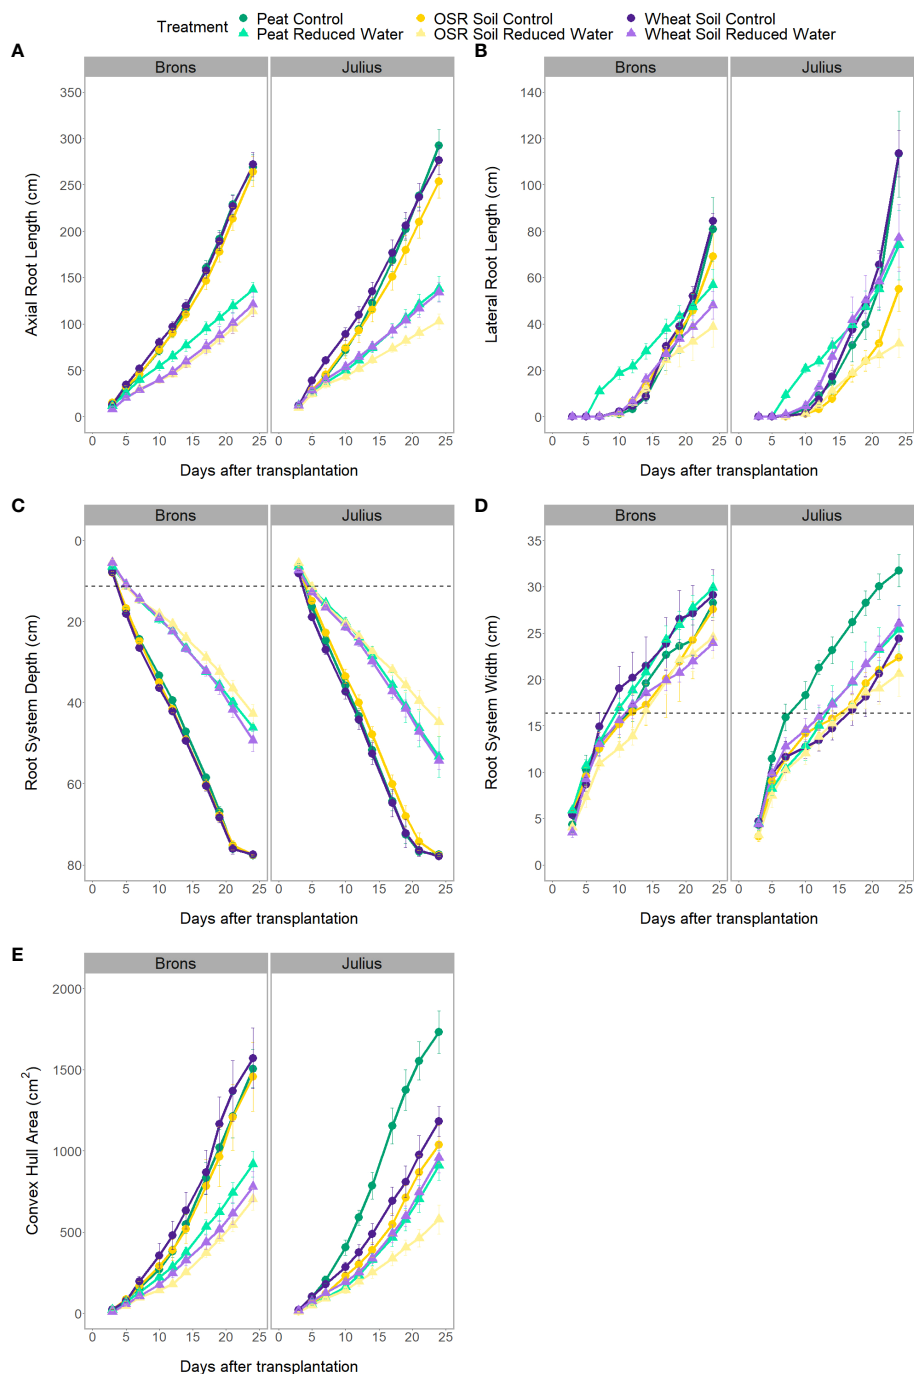 Treatment
Peat Control
Peat Reduced Water
OSR Soil Control
OSR Soil Reduced Water
Wheat Soil Control
Wheat Soil Reduced Water
A
Brons
Julius
Axial Root Length (cm)
350
300
250
200
150
100
50
0
0 5 10 15 20 25
0 5 10 15 20 25
Days after transplantation
B
Brons
Julius
Lateral Root Length (cm)
140
120
100
80
60
40
20
0
0 5 10 15 20 25
0 5 10 15 20 25
Days after transplantation
C
Brons
Julius
Root System Depth (cm)
0
20
40
60
80
0 5 10 15 20 25
0 5 10 15 20 25
Days after transplantation
D
Brons
Julius
Root System Width (cm)
35
30
25
20
15
10
5
0
0 5 10 15 20 25
0 5 10 15 20 25
Days after transplantation
E
Brons
Julius
Convex Hull Area (cm²)
2000
1500
1000
500
0
0 5 10 15 20 25
0 5 10 15 20 25
Days after transplantation